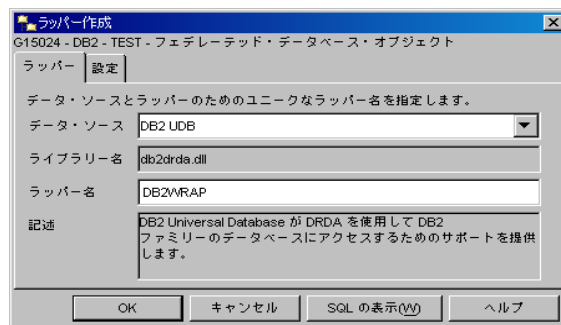 ラッパー作成
G15024 - DB2 - TEST - フェデレーテッド・データベース・オブジェクト
ラッパー 設定
データ・ソースとラッパーのためのユニークなラッパー名を指定します。
データ・ソース DB2 UDB
ライブラリー名 db2drda.dll
ラッパー名 DB2WRAP
記述 DB2 Universal Database が DRDA を使用して DB2
ファミリーのデータベースにアクセスするためのサポートを提供
します。
OK キャンセル SQL の表示(W) ヘルプ